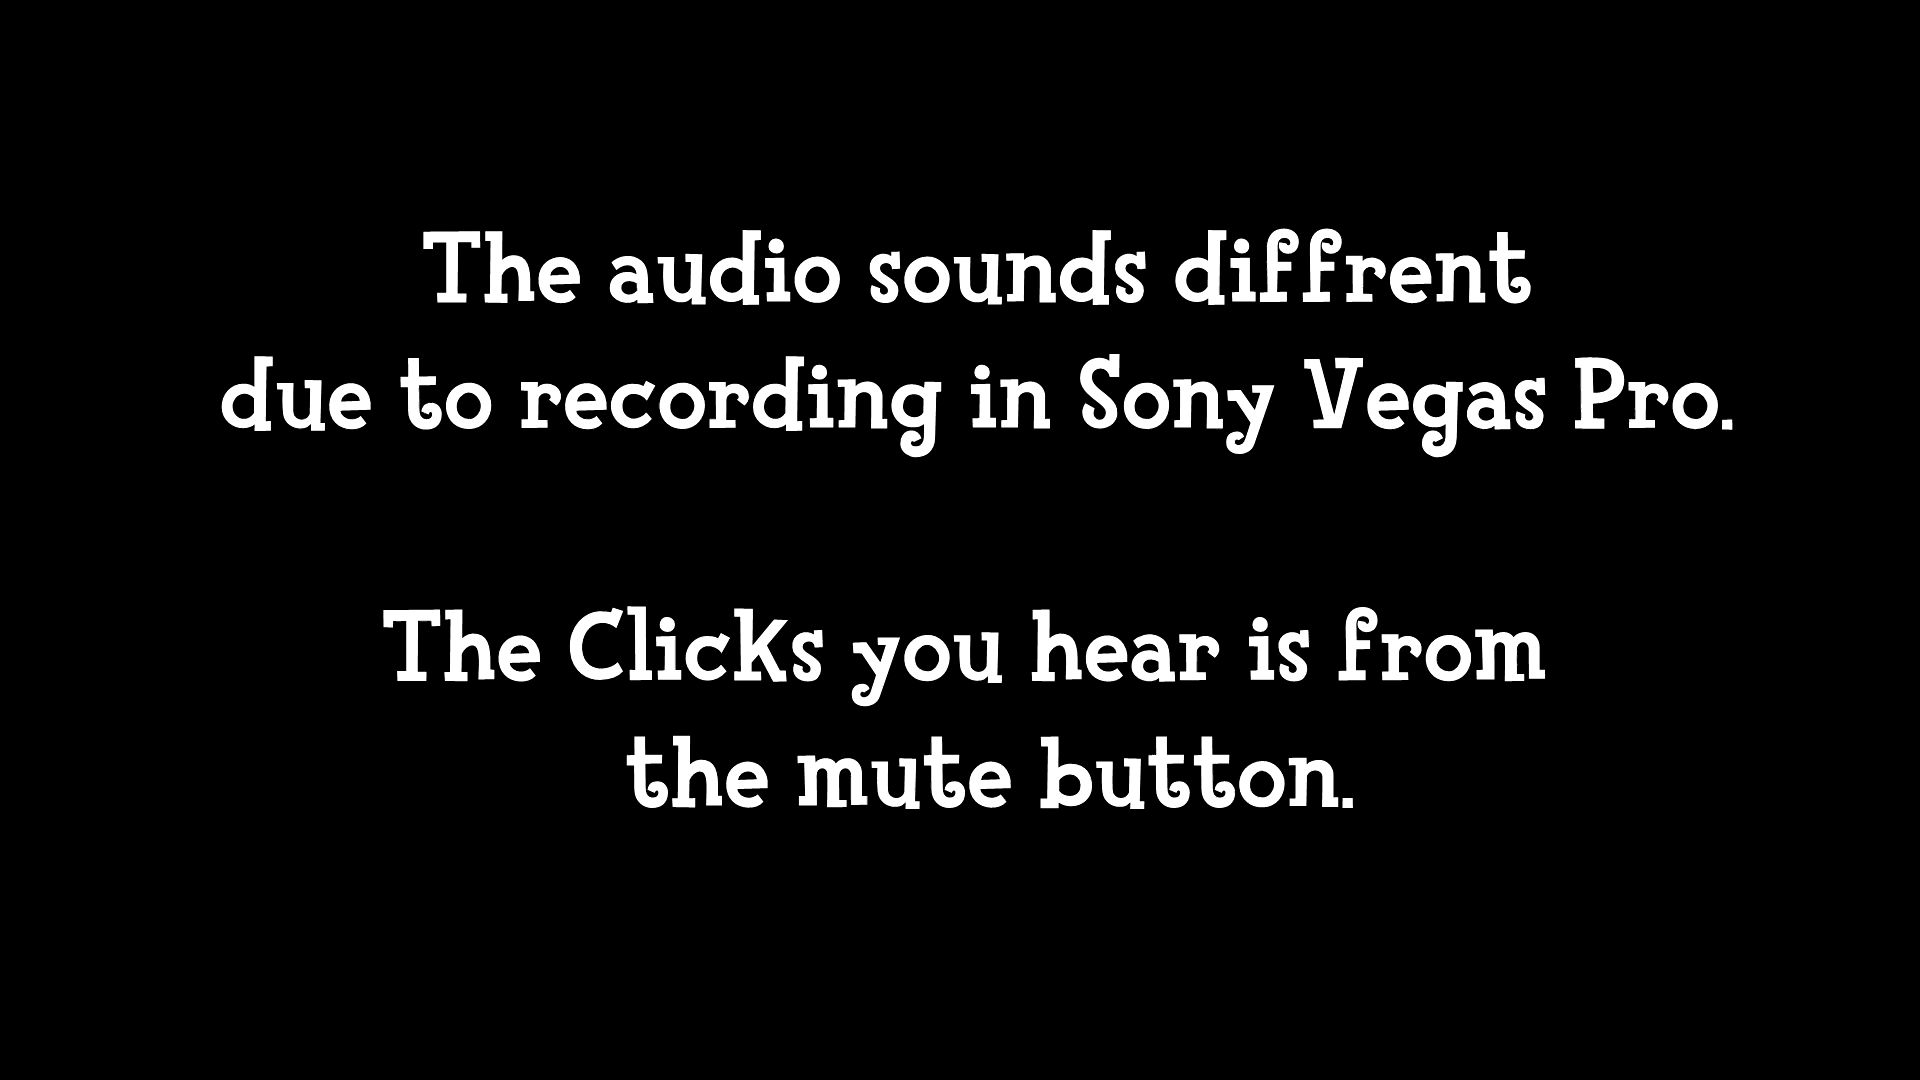 The audio sounds diffrent
due to recording in Sony Vegas Pro.
The Clicks you hear is from
the mute button.